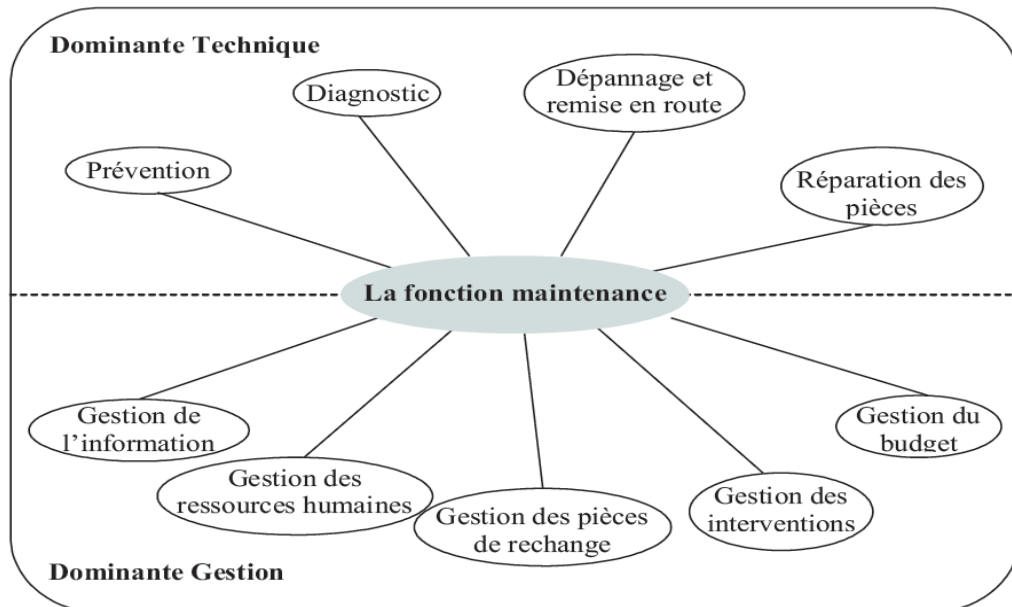 Dominante Technique
Diagnostic
Dépannage et
remise en route
Prévention
Réparation des
pièces
La fonction maintenance
Gestion de
l’information
Gestion du
budget
Gestion des
ressources humaines
Gestion des pièces
de rechange
Gestion des
interventions
Dominante Gestion